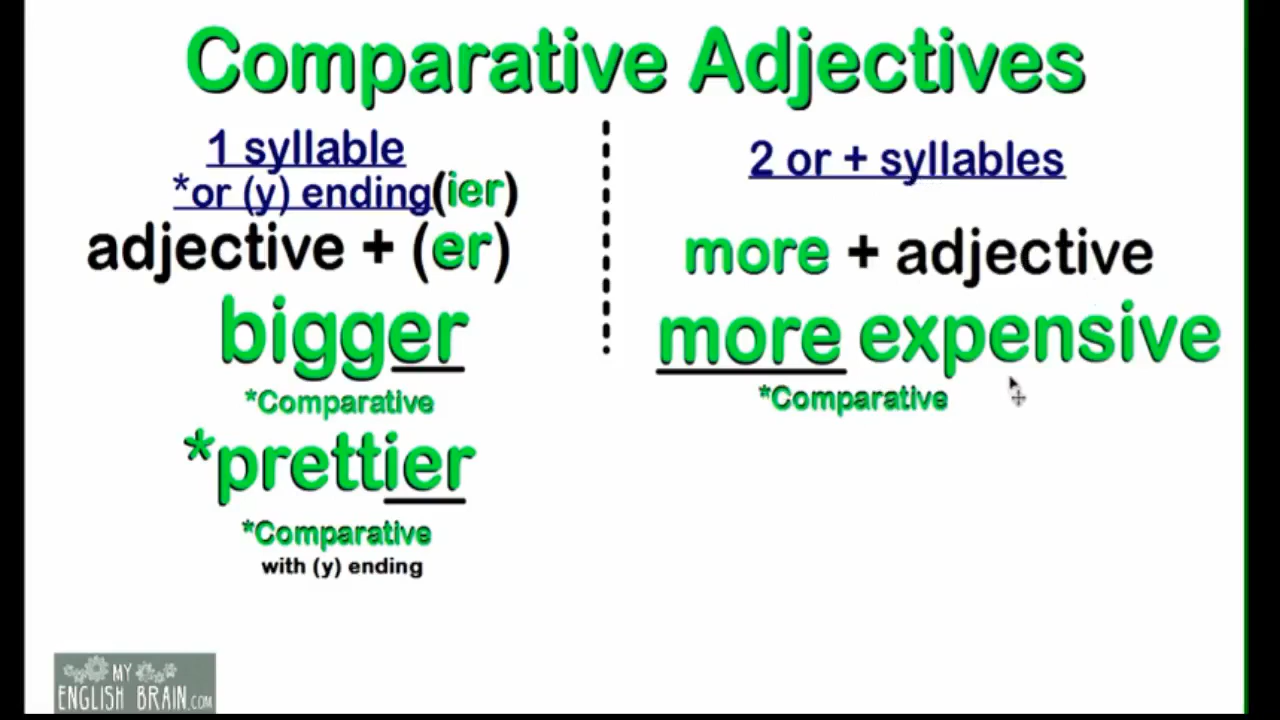 Comparative Adjectives
1 syllable
*or (y) ending(ier)
adjective + (er)
bigger
*Comparative
*prettier
*Comparative
with (y) ending
2 or + syllables
more + adjective
more expensive
*Comparative
MY
ENGLISH BRAIN.COM